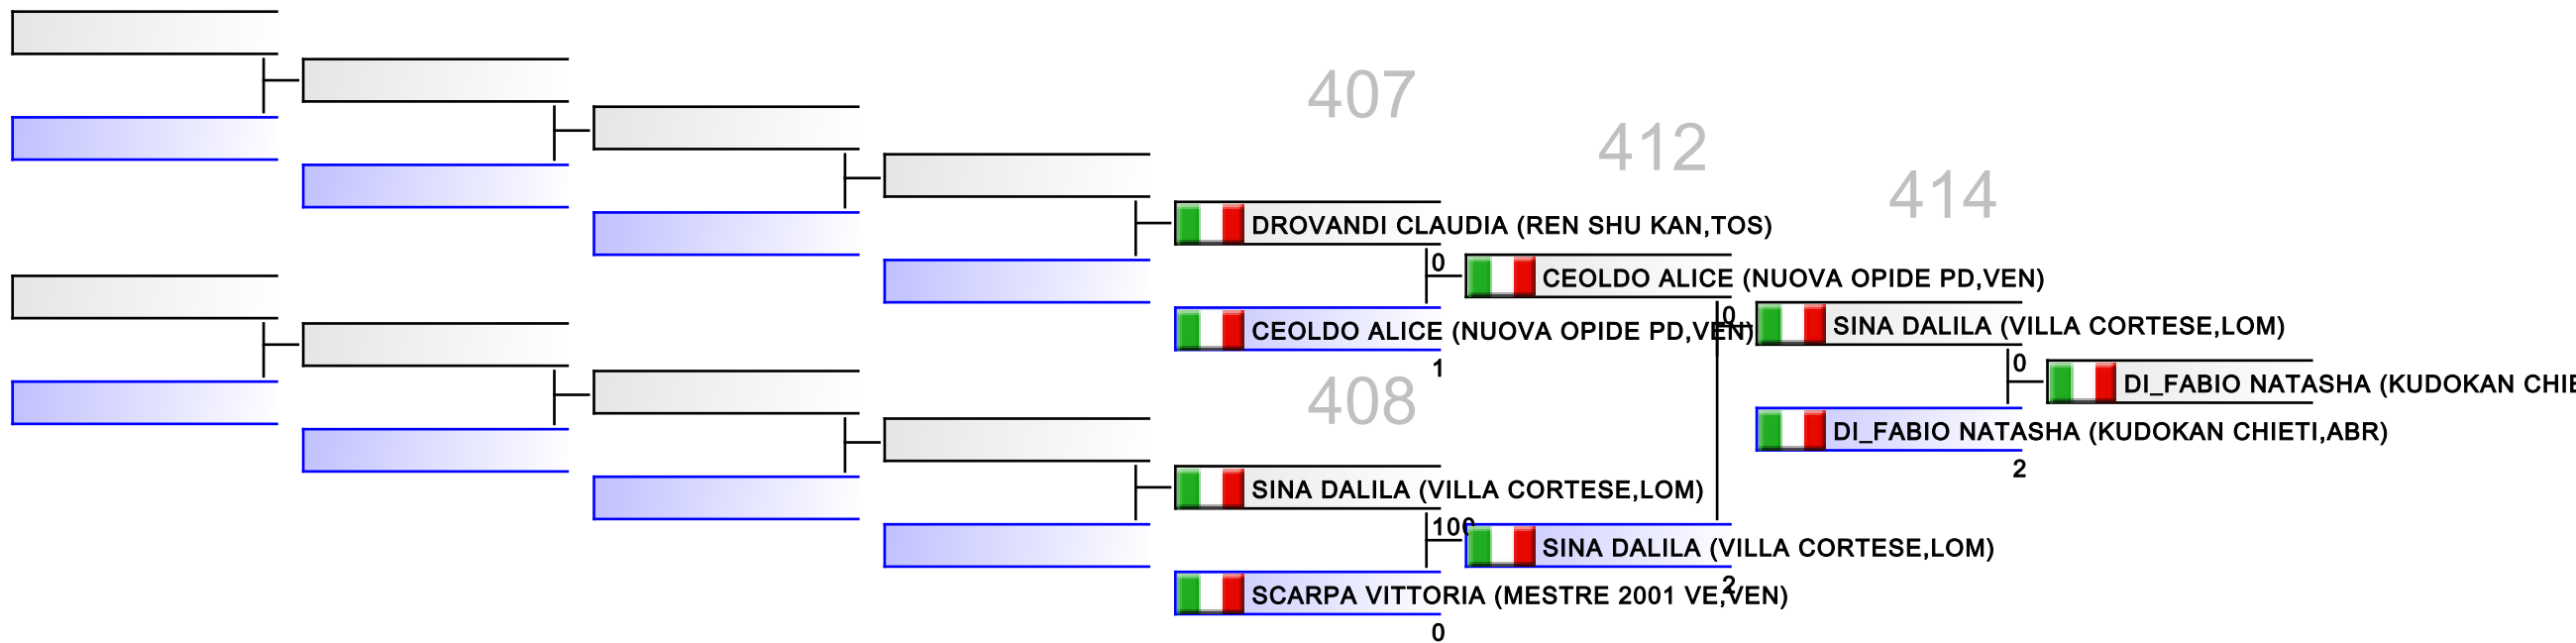 407
412
414
DROVANDI CLAUDIA (REN SHU KAN,TOS)
0
CEOLDO ALICE (NUOVA OPIDE PD,VEN)
CEOLDO ALICE (NUOVA OPIDE PD,VEN)
1
0
SINA DALILA (VILLA CORTESE,LOM)
0
DI_FABIO NATASHA (KUDOKAN CHIE
DI_FABIO NATASHA (KUDOKAN CHIETI,ABR)
2
408
SINA DALILA (VILLA CORTESE,LOM)
100
SINA DALILA (VILLA CORTESE,LOM)
2
SCARPA VITTORIA (MESTRE 2001 VE,VEN)
0